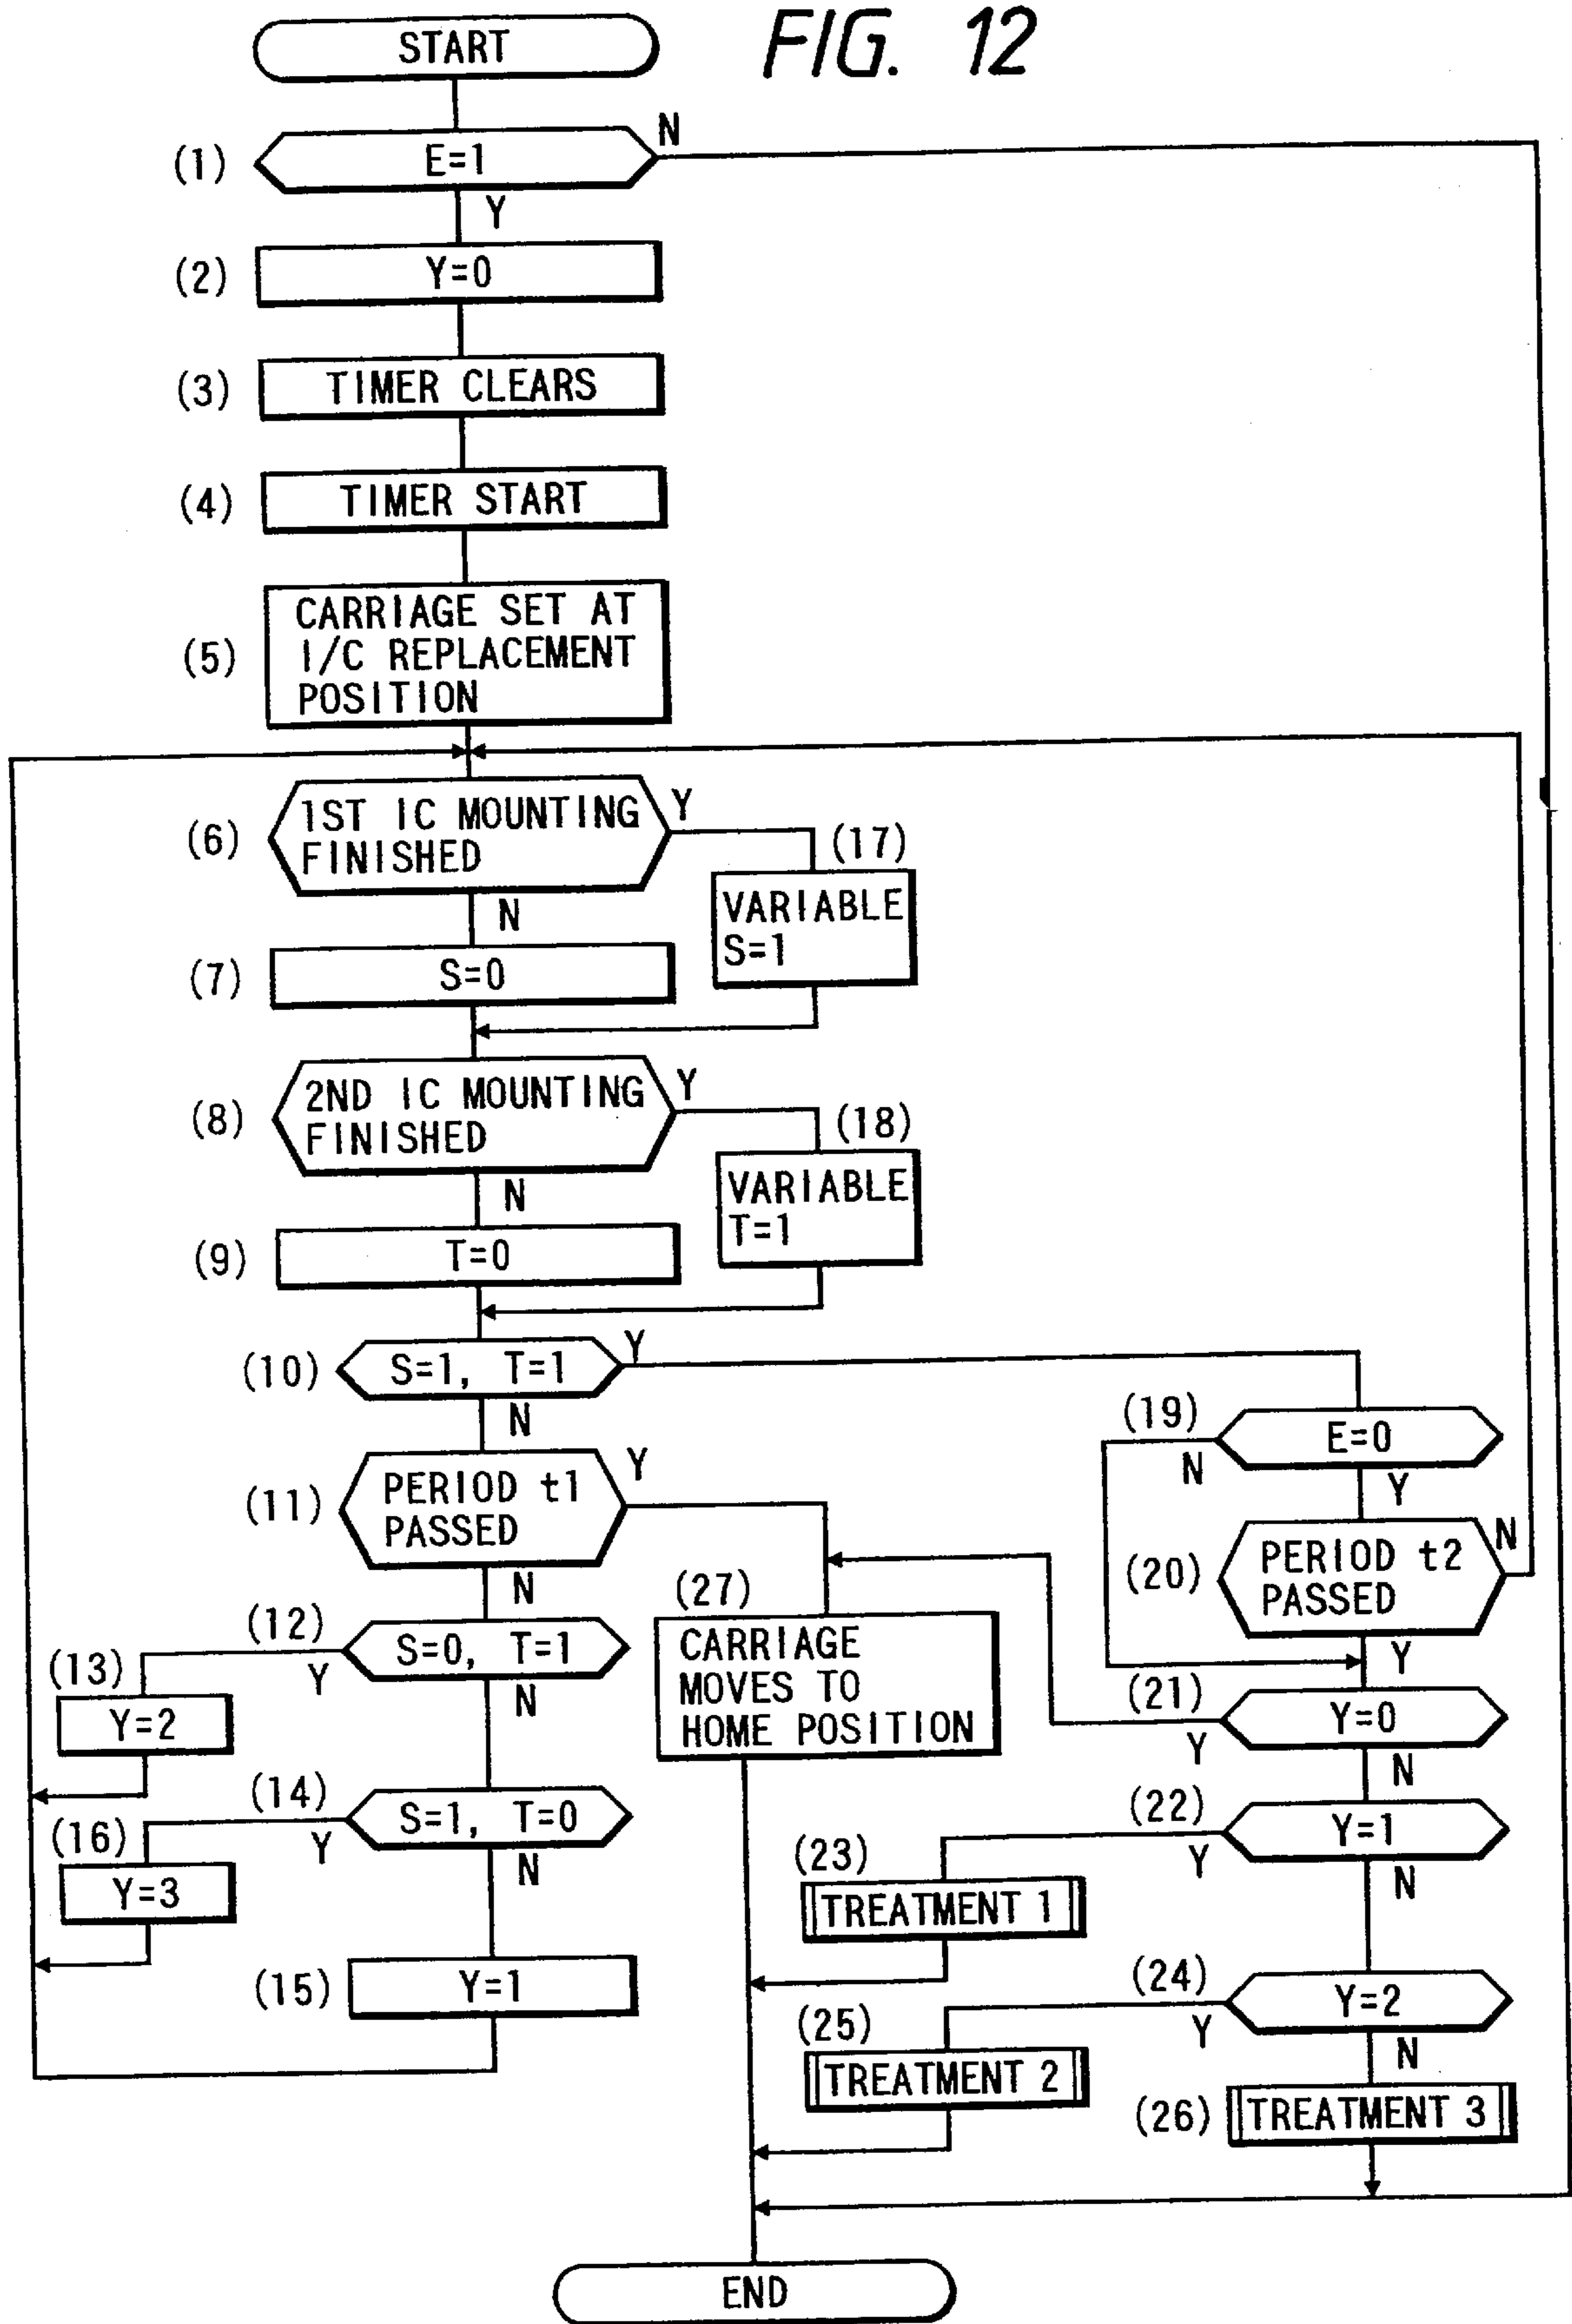 FIG. 12
START
(1)
E=1
N
Y
(2)
Y=0
(3)
TIMER CLEARS
(4)
TIMER START
(5)
CARRIAGE SET AT
I/C REPLACEMENT
POSITION
(6)
1ST IC MOUNTING
FINISHED
Y
N
(17)
VARIABLE
S=1
(7)
S=0
(8)
2ND IC MOUNTING
FINISHED
Y
N
(18)
VARIABLE
T=1
(9)
T=0
(10)
S=1, T=1
Y
N
(11)
PERIOD t1
PASSED
Y
N
(12)
S=0, T=1
Y
N
(13)
Y=2
(14)
S=1, T=0
Y
N
(16)
Y=3
(15)
Y=1
(19)
E=0
N
Y
(20)
PERIOD t2
PASSED
N
Y
(27)
CARRIAGE
MOVES TO
HOME POSITION
(21)
Y=0
Y
N
(22)
Y=1
Y
N
(23)
TREATMENT 1
(24)
Y=2
Y
N
(25)
TREATMENT 2
(26)
TREATMENT 3
END